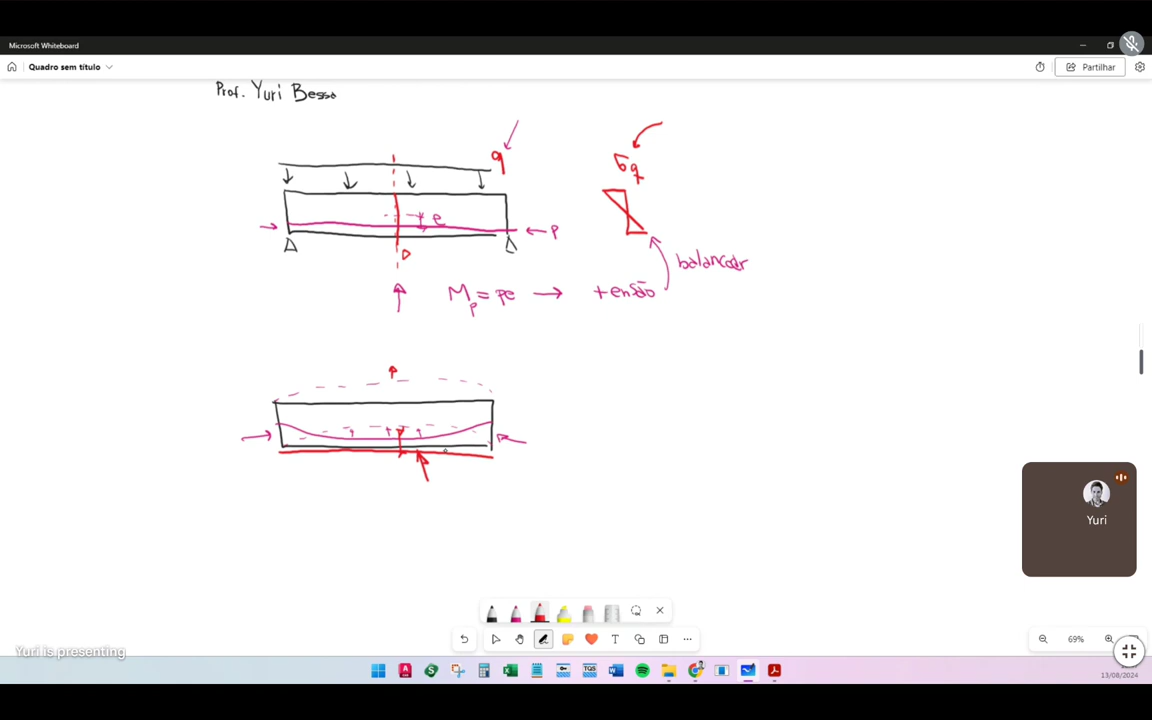 Microsoft Whiteboard
Quadro sem título
Partilhar
Prof. Yuri Bessa
q
σq
e
P
balancear
Mp = Pe → tensão
Yuri
69%
Yuri is presenting
13/08/2024